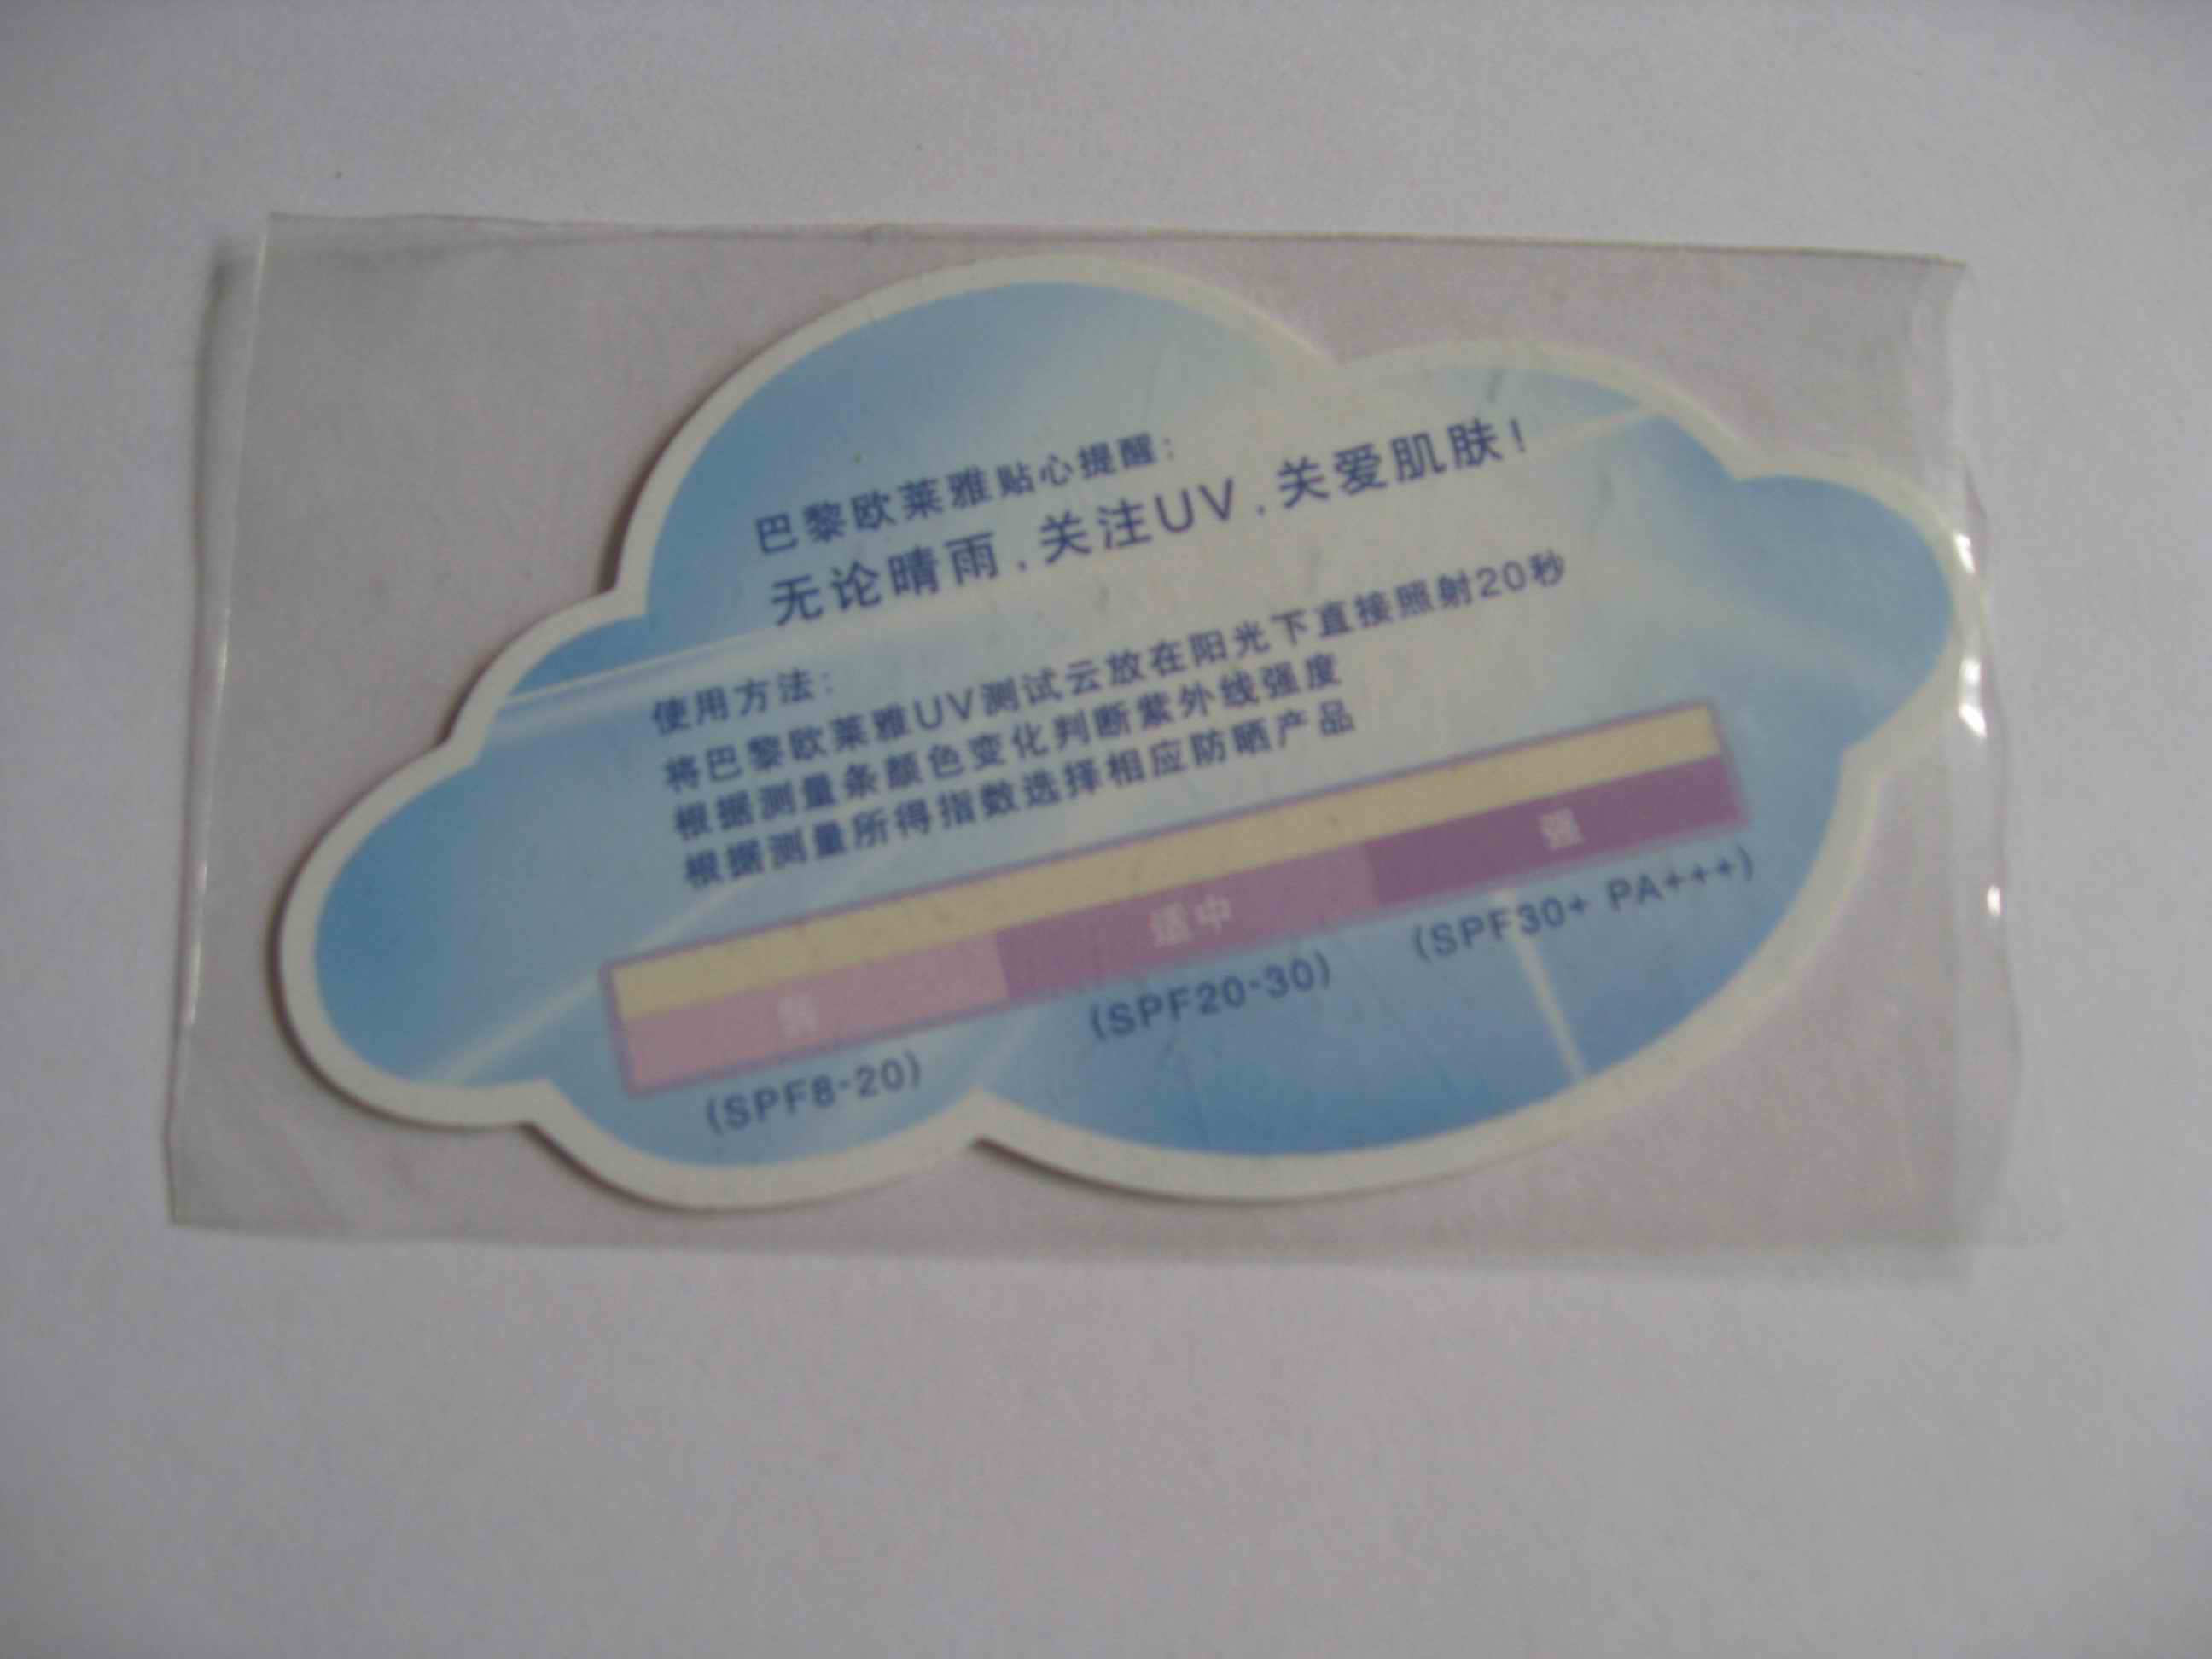 巴黎欧莱雅贴心提醒：
无论晴雨，关注UV，关爱肌肤！
使用方法：
将巴黎欧莱雅UV测试云放在阳光下直接照射20秒
根据测量条颜色变化判断紫外线强度
根据测量所得指数选择相应防晒产品
适中
强
(SPF8-20)
(SPF20-30)
(SPF30+ PA+++)